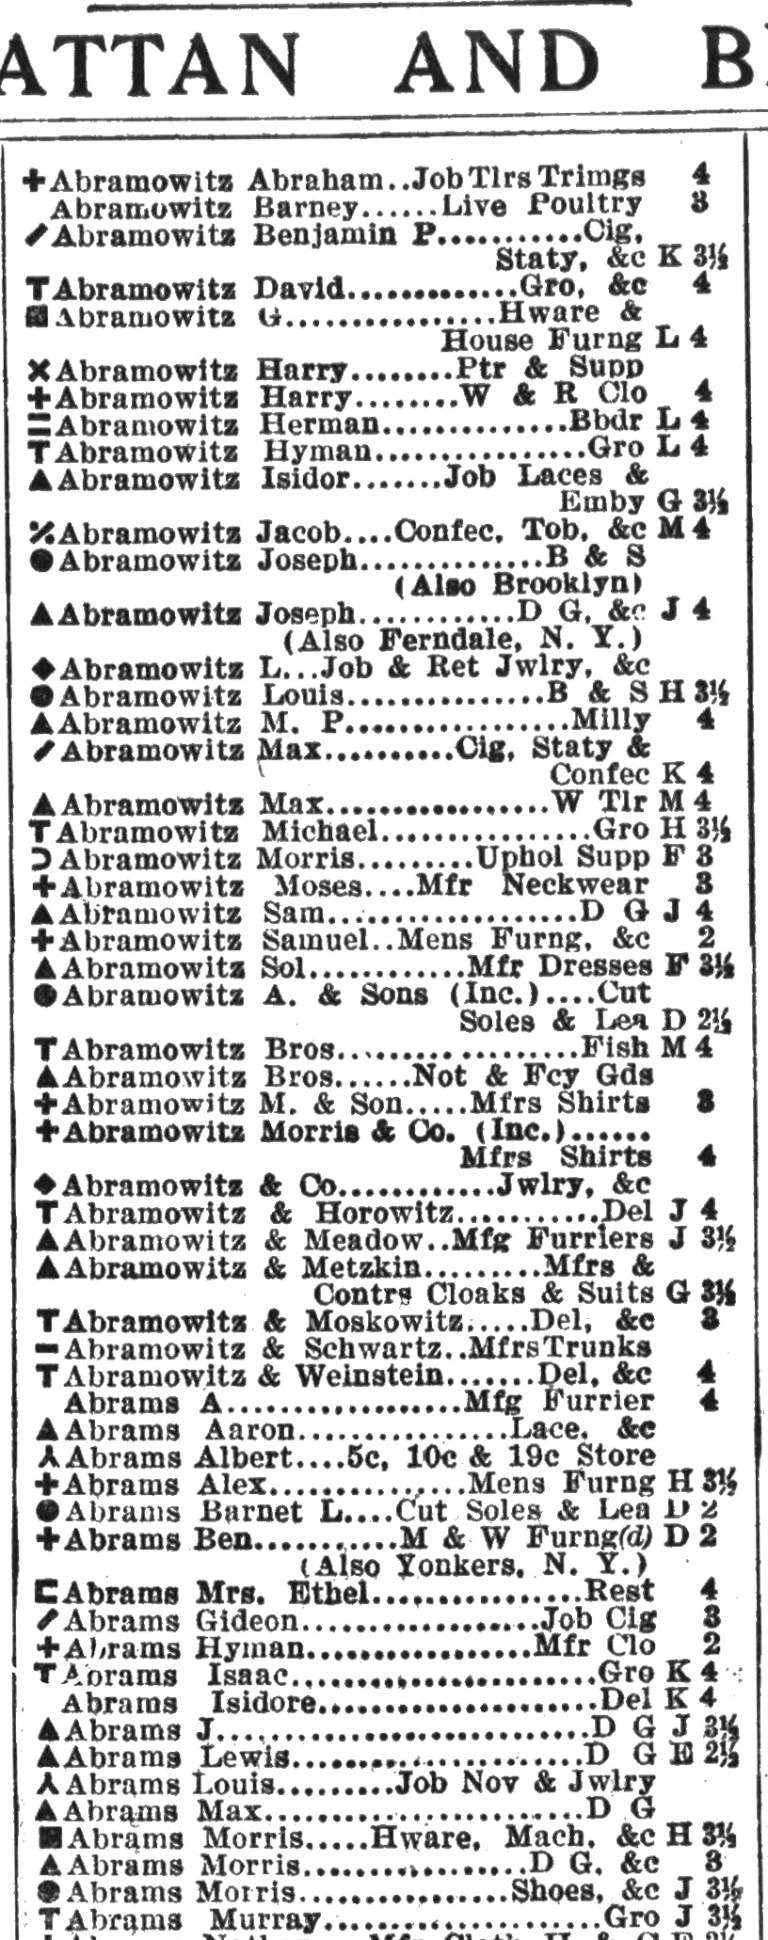 ATTAN AND B
+Abramowitz Abraham..Job Tlrs Trimgs 4
Abramowitz Barney......Live Poultry 3
Abramowitz Benjamin P...........Cig,
Staty, &c K 3½
Abramowitz David..............Gro, &c 4
Abramowitz G.................Hware &
House Furng L 4
Abramowitz Harry........Ptr & Supp
+Abramowitz Harry........W & R Clo 4
Abramowitz Herman..............Bbdr L 4
Abramowitz Hyman................Gro L 4
▲Abramowitz Isidor.......Job Laces &
Emby G 3½
Abramowitz Jacob....Confec, Tob, &c M 4
●Abramowitz Joseph..............B & S
(Also Brooklyn)
▲Abramowitz Joseph............D G, &c J 4
(Also Ferndale, N. Y.)
◆Abramowitz L...Job & Ret Jwlry, &c
●Abramowitz Louis...............B & S H 3½
▲Abramowitz M. P.................Milly 4
Abramowitz Max..........Cig, Staty &
Confec K 4
▲Abramowitz Max.................W Tlr M 4
Abramowitz Michael................Gro H 3½
Abramowitz Morris.........Uphol Supp F 3
+Abramowitz Moses....Mfr Neckwear 3
▲Abramowitz Sam...................D G J 4
+Abramowitz Samuel..Mens Furng, &c 2
▲Abramowitz Sol............Mfr Dresses F 3½
●Abramowitz A. & Sons (Inc.)....Cut
Soles & Lea D 2½
Abramowitz Bros...................Fish M 4
▲Abramowitz Bros......Not & Fcy Gds
+Abramowitz M. & Son.....Mfrs Shirts 3
+Abramowitz Morris & Co. (Inc.)......
Mfrs Shirts 4
◆Abramowitz & Co............Jwlry, &c
Abramowitz & Horowitz...........Del J 4
▲Abramowitz & Meadow..Mfg Furriers J 3½
▲Abramowitz & Metzkin.........Mfrs &
Contrs Cloaks & Suits G 3½
Abramowitz & Moskowitz.....Del, &c 3
Abramowitz & Schwartz..Mfrs Trunks
Abramowitz & Weinstein.......Del, &c 4
Abrams A..................Mfg Furrier 4
▲Abrams Aaron................Lace, &c
Abrams Albert....5c, 10c & 19c Store
+Abrams Alex...............Mens Furng H 3½
●Abrams Barnet L....Cut Soles & Lea D 2
+Abrams Ben...........M & W Furng(d) D 2
(Also Yonkers, N. Y.)
Abrams Mrs. Ethel................Rest 4
Abrams Gideon...................Job Cig 3
+Abrams Hyman.................Mfr Clo 2
Abrams Isaac........................Gro K 4
Abrams Isidore......................Del K 4
▲Abrams J.............................D G J 3½
▲Abrams Lewis.......................D G E 2½
Abrams Louis.........Job Nov & Jwlry
▲Abrams Max.........................D G
■Abrams Morris.....Hware, Mach, &c H 3½
▲Abrams Morris..................D G, &c 3
●Abrams Morris................Shoes, &c J 3½
Abrams Murray.....................Gro J 3½